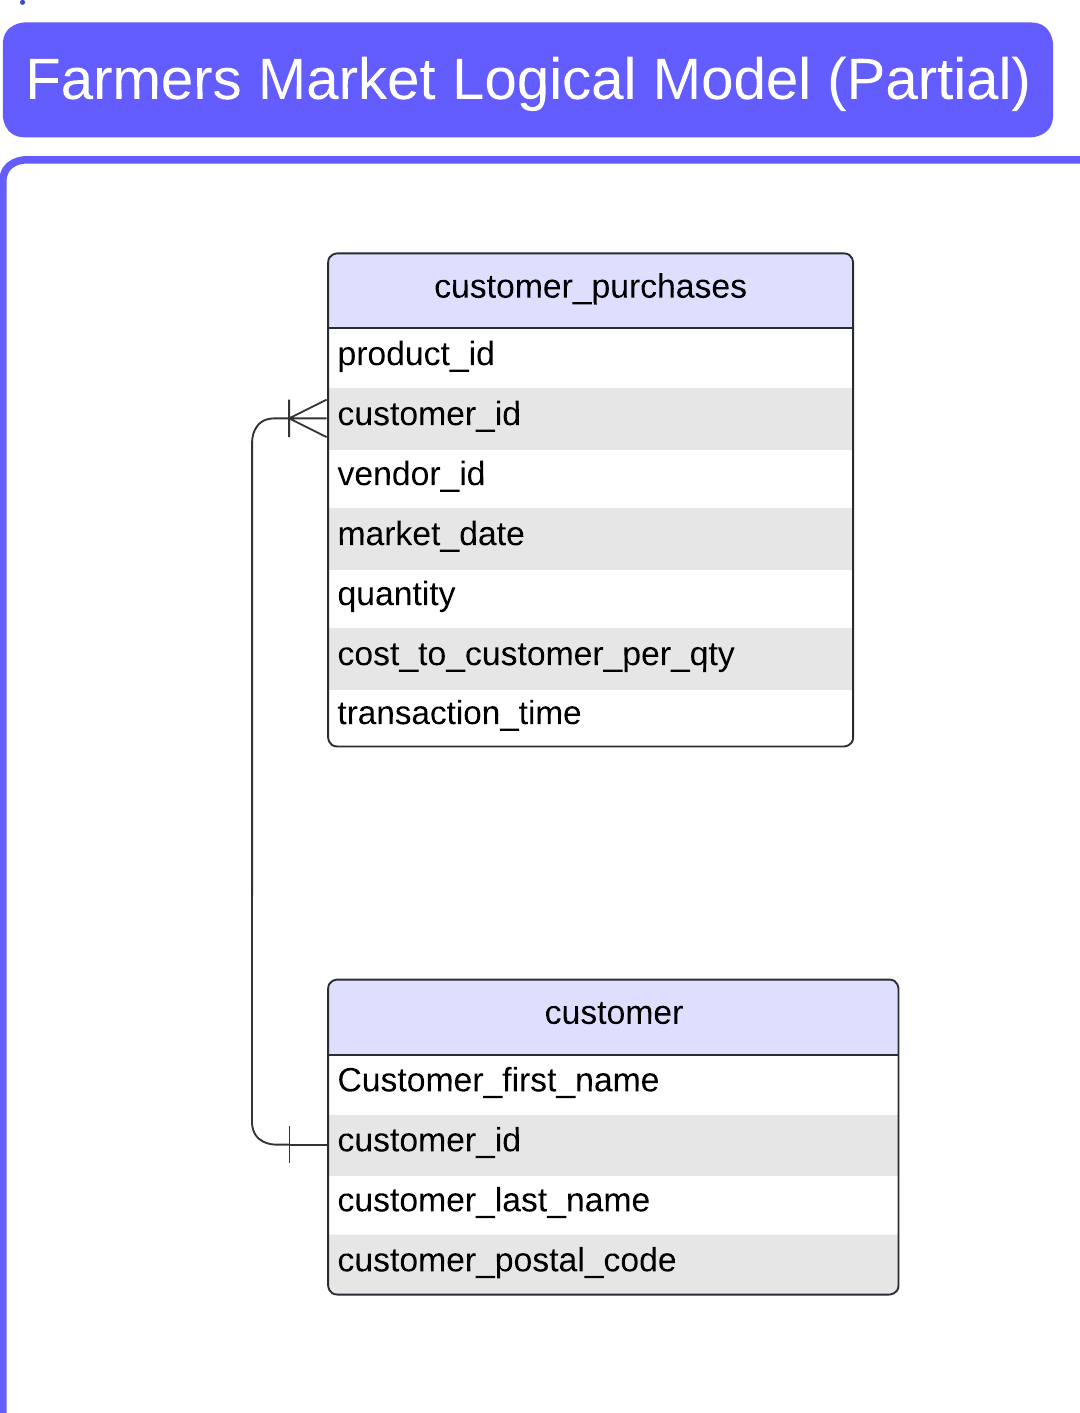 Farmers Market Logical Model (Partial)
customer_purchases
product_id
customer_id
vendor_id
market_date
quantity
cost_to_customer_per_qty
transaction_time
customer
Customer_first_name
customer_id
customer_last_name
customer_postal_code